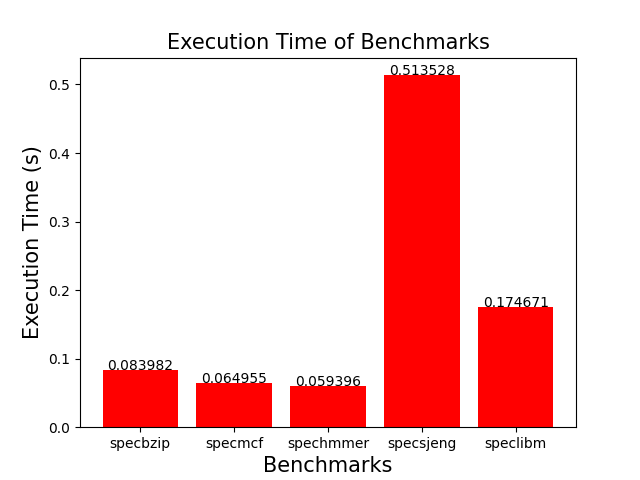 Execution Time of Benchmarks
Execution Time (s)
0.5
0.4
0.3
0.2
0.1
0.0
0.083982
0.064955
0.059396
0.513528
0.174671
specbzip
specmcf
spechmmer
specsjeng
speclibm
Benchmarks